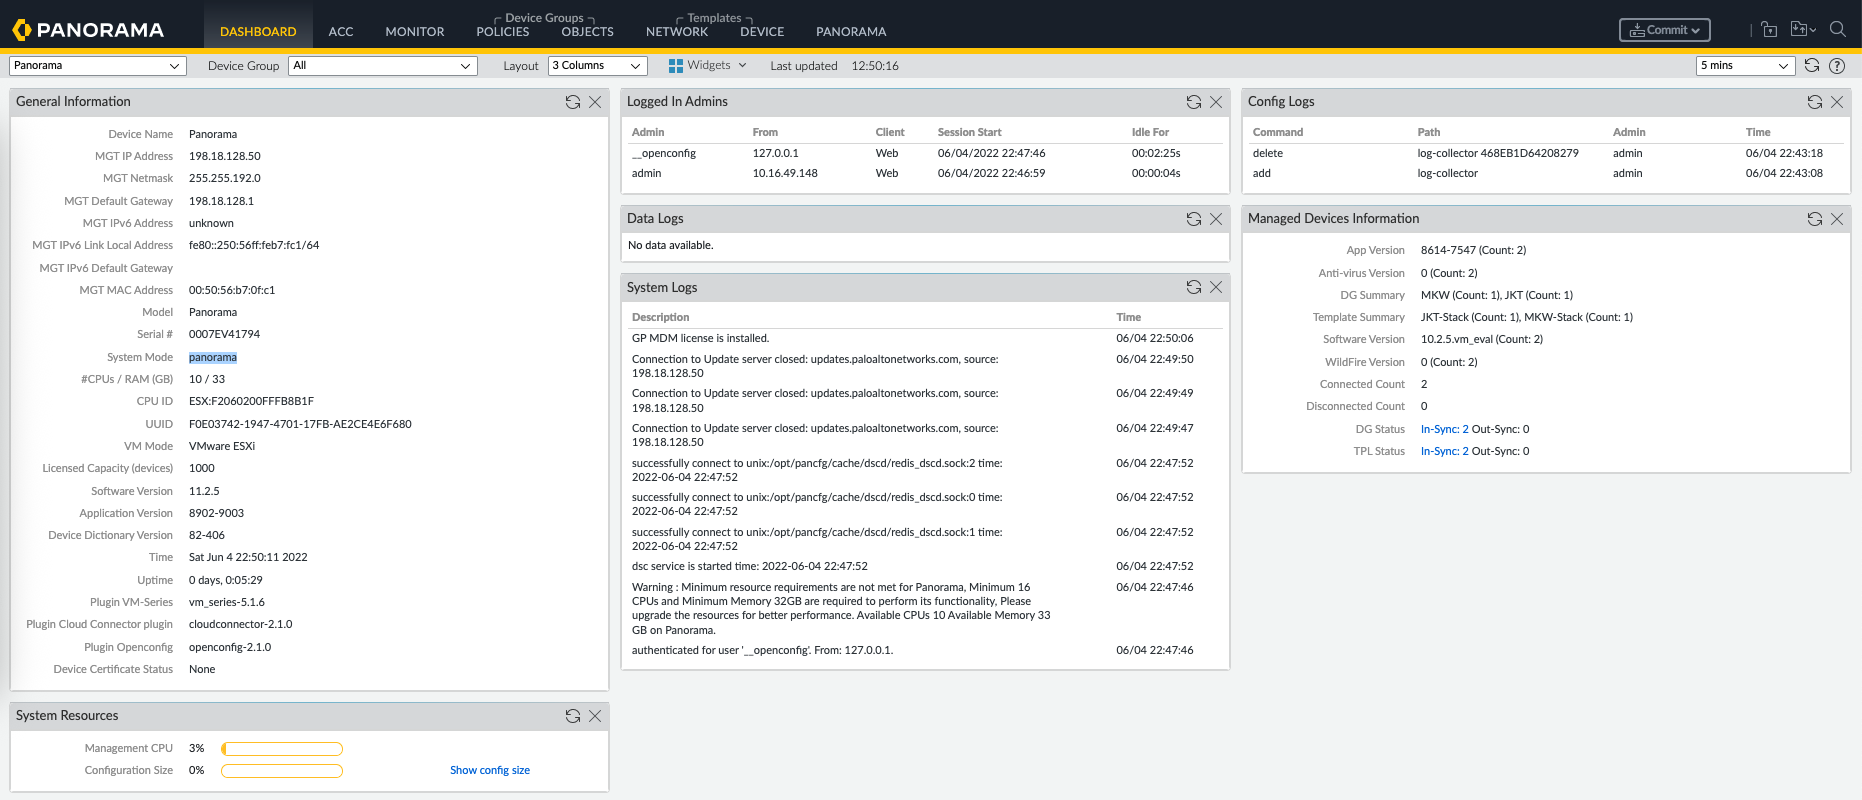 PANORAMA
Device Groups
Templates
DASHBOARD ACC MONITOR POLICIES OBJECTS NETWORK DEVICE PANORAMA
Commit
Panorama Device Group All Layout 3 Columns Widgets Last updated 12:50:16 5 mins
General Information
Device Name Panorama
MGT IP Address 198.18.128.50
MGT Netmask 255.255.192.0
MGT Default Gateway 198.18.128.1
MGT IPv6 Address unknown
MGT IPv6 Link Local Address fe80::250:56ff:feb7:fc1/64
MGT IPv6 Default Gateway
MGT MAC Address 00:50:56:b7:0f:c1
Model Panorama
Serial # 0007EV41794
System Mode panorama
#CPUs / RAM (GB) 10 / 33
CPU ID ESX:F2060200FFFB8B1F
UUID F0E03742-1947-4701-17FB-AE2CE4E6F680
VM Mode VMware ESXi
Licensed Capacity (devices) 1000
Software Version 11.2.5
Application Version 8902-9003
Device Dictionary Version 82-406
Time Sat Jun 4 22:50:11 2022
Uptime 0 days, 0:05:29
Plugin VM-Series vm_series-5.1.6
Plugin Cloud Connector plugin cloudconnector-2.1.0
Plugin Openconfig openconfig-2.1.0
Device Certificate Status None
System Resources
Management CPU 3%
Configuration Size 0% Show config size
Logged In Admins
Admin From Client Session Start Idle For
__openconfig 127.0.0.1 Web 06/04/2022 22:47:46 00:02:25s
admin 10.16.49.148 Web 06/04/2022 22:46:59 00:00:04s
Data Logs
No data available.
System Logs
Description Time
GP MDM license is installed. 06/04 22:50:06
Connection to Update server closed: updates.paloaltonetworks.com, source: 06/04 22:49:50
198.18.128.50
Connection to Update server closed: updates.paloaltonetworks.com, source: 06/04 22:49:49
198.18.128.50
Connection to Update server closed: updates.paloaltonetworks.com, source: 06/04 22:49:47
198.18.128.50
successfully connect to unix:/opt/pancfg/cache/dscd/redis_dscd.sock:2 time: 06/04 22:47:52
2022-06-04 22:47:52
successfully connect to unix:/opt/pancfg/cache/dscd/redis_dscd.sock:0 time: 06/04 22:47:52
2022-06-04 22:47:52
successfully connect to unix:/opt/pancfg/cache/dscd/redis_dscd.sock:1 time: 06/04 22:47:52
2022-06-04 22:47:52
dsc service is started time: 2022-06-04 22:47:52 06/04 22:47:52
Warning : Minimum resource requirements are not met for Panorama, Minimum 16 06/04 22:47:46
CPUs and Minimum Memory 32GB are required to perform its functionality, Please
upgrade the resources for better performance. Available CPUs 10 Available Memory 33
GB on Panorama.
authenticated for user '__openconfig'. From: 127.0.0.1. 06/04 22:47:46
Config Logs
Command Path Admin Time
delete log-collector 468EB1D64208279 admin 06/04 22:43:18
add log-collector admin 06/04 22:43:08
Managed Devices Information
App Version 8614-7547 (Count: 2)
Anti-virus Version 0 (Count: 2)
DG Summary MKW (Count: 1), JKT (Count: 1)
Template Summary JKT-Stack (Count: 1), MKW-Stack (Count: 1)
Software Version 10.2.5.vm_eval (Count: 2)
WildFire Version 0 (Count: 2)
Connected Count 2
Disconnected Count 0
DG Status In-Sync: 2 Out-Sync: 0
TPL Status In-Sync: 2 Out-Sync: 0